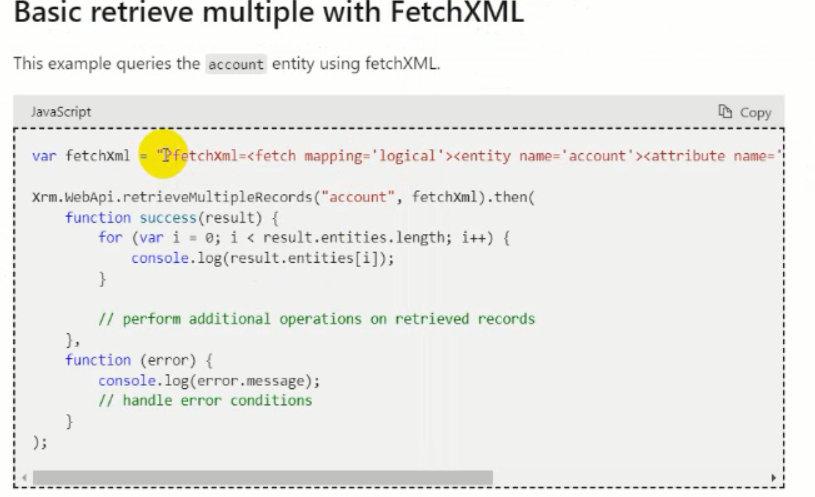 Basic retrieve multiple with FetchXML
This example queries the account entity using fetchXML.
JavaScript
Copy
var fetchXml = "?fetchXml=<fetch mapping='logical'><entity name='account'><attribute name='
Xrm.WebApi.retrieveMultipleRecords("account", fetchXml).then(
function success(result) {
for (var i = 0; i < result.entities.length; i++) {
console.log(result.entities[i]);
}
// perform additional operations on retrieved records
},
function (error) {
console.log(error.message);
// handle error conditions
}
);